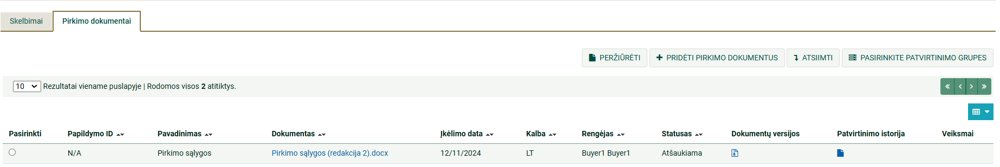 Skelbimai Pirkimo dokumentai
PERŽIŪRĖTI PRIDĖTI PIRKIMO DOKUMENTUS ATSIIMTI PASIRINKITE PATVIRTINIMO GRUPES
10 Rezultatai viename puslapyje | Rodomos visos 2 atitiktys.
Pasirinkti Papildymo ID Pavadinimas Dokumentas Įkėlimo data Kalba Rengėjas Statusas Dokumentų versijos Patvirtinimo istorija Veiksmai
N/A Pirkimo sąlygos Pirkimo sąlygos (redakcija 2).docx 12/11/2024 LT Buyer1 Buyer1 Atšaukiama